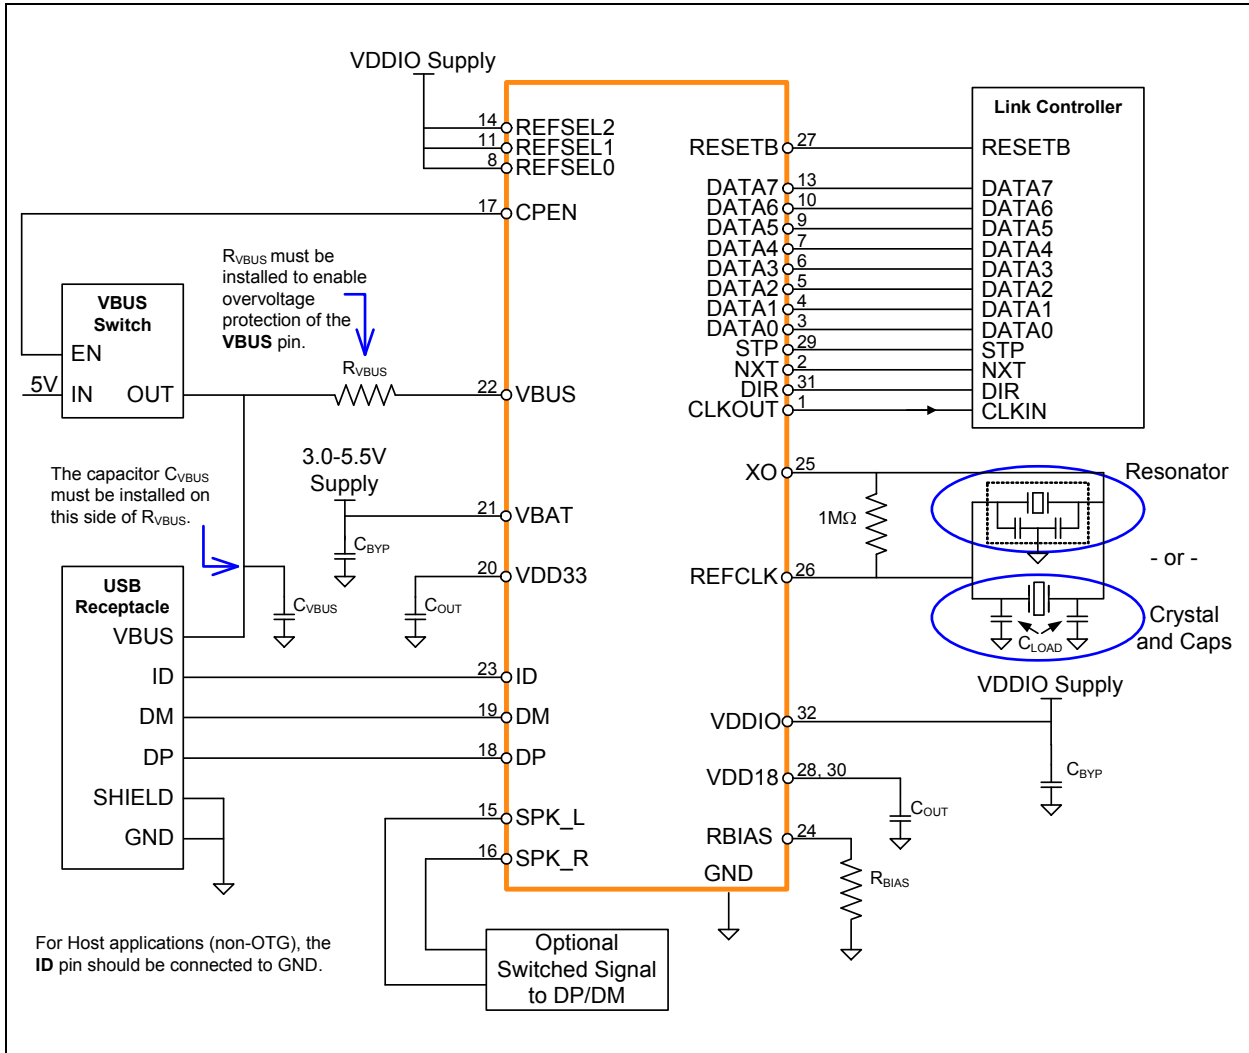 VDDIO Supply
14
REFSEL2
11
REFSEL1
8
REFSEL0
17
CPEN
RVBUS must be
installed to enable
overvoltage
protection of the
VBUS pin.
VBUS
Switch
EN
5V
IN
OUT
RVBUS
22
VBUS
The capacitor CVBUS
must be installed on
this side of RVBUS.
3.0-5.5V
Supply
21
VBAT
CBYP
20
VDD33
COUT
CVBUS
USB
Receptacle
VBUS
ID
23
ID
DM
19
DM
DP
18
DP
SHIELD
GND
15
SPK_L
16
SPK_R
For Host applications (non-OTG), the
ID pin should be connected to GND.
Optional
Switched Signal
to DP/DM
Link Controller
RESETB
27
RESETB
DATA7
13
DATA7
DATA6
10
DATA6
DATA5
9
DATA5
DATA4
7
DATA4
DATA3
6
DATA3
DATA2
5
DATA2
DATA1
4
DATA1
DATA0
3
DATA0
STP
29
STP
NXT
2
NXT
DIR
31
DIR
CLKOUT
1
CLKIN
XO
25
Resonator
1MΩ
- or -
REFCLK
26
Crystal
and Caps
CLOAD
VDDIO Supply
VDDIO
32
CBYP
VDD18
28, 30
COUT
RBIAS
24
RBIAS
GND